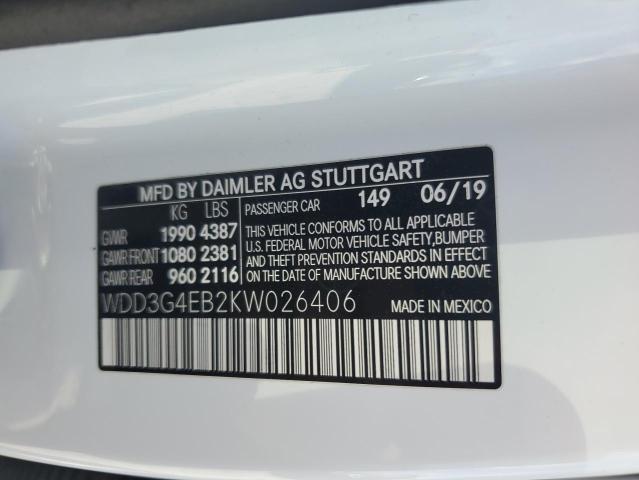 MFD BY DAIMLER AG STUTTGART
KG LBS PASSENGER CAR 149 06/19
GVWR 1990 4387 THIS VEHICLE CONFORMS TO ALL APPLICABLE
GAWR FRONT 1080 2381 U.S. FEDERAL MOTOR VEHICLE SAFETY, BUMPER
GAWR REAR 960 2116 AND THEFT PREVENTION STANDARDS IN EFFECT
ON THE DATE OF MANUFACTURE SHOWN ABOVE.
WDD3G4EB2KW026406 MADE IN MEXICO